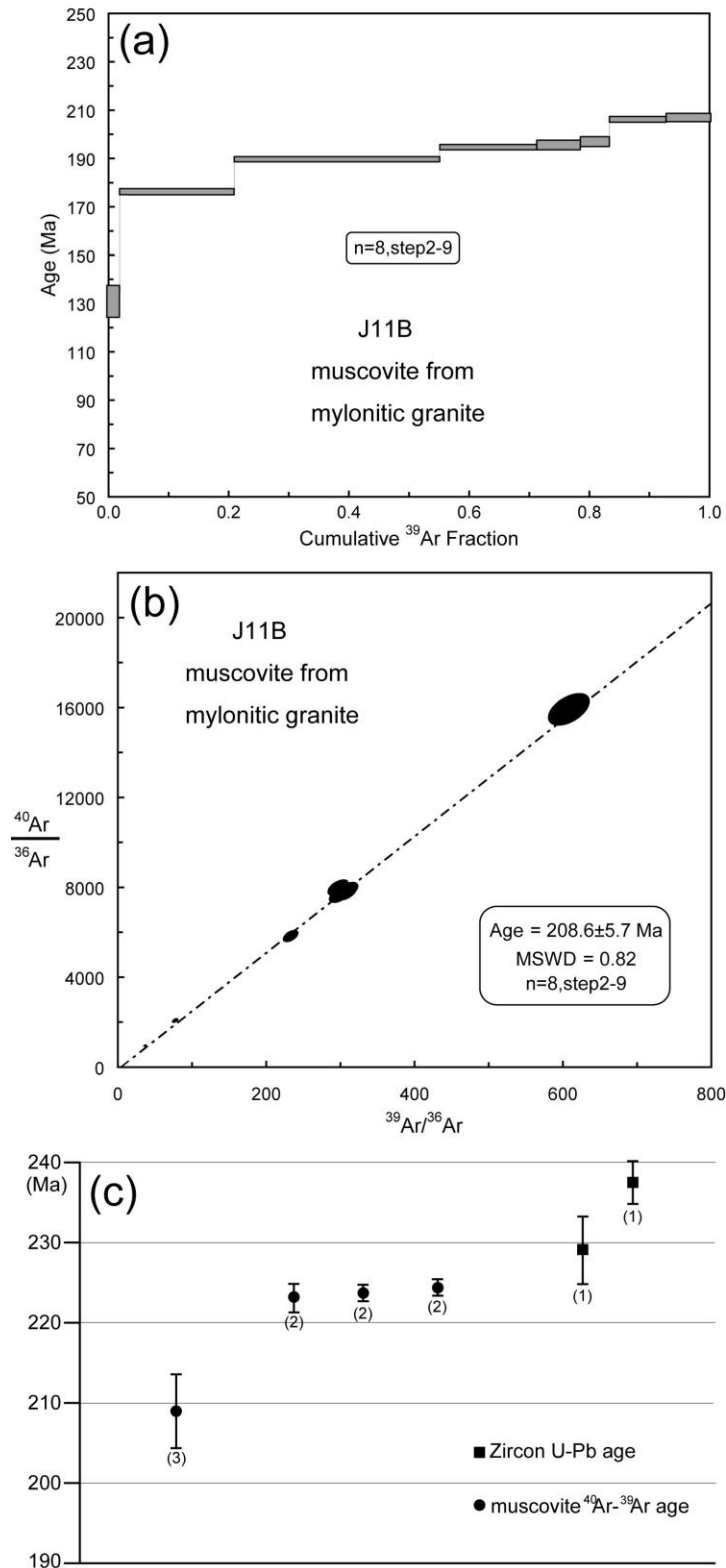 (a)
250
230
210
190
170
150
130
110
90
70
50
Age (Ma)
n=8,step2-9
J11B
muscovite from
mylonitic granite
0.0 0.2 0.4 0.6 0.8 1.0
Cumulative ³⁹Ar Fraction
(b)
20000
16000
12000
8000
4000
0
⁴⁰Ar
³⁶Ar
J11B
muscovite from
mylonitic granite
Age = 208.6±5.7 Ma
MSWD = 0.82
n=8,step2-9
0 200 400 600 800
³⁹Ar/³⁶Ar
(c)
240
(Ma)
230
220
210
200
190
(1)
(1)
(2) (2) (2)
(3)
Zircon U-Pb age
muscovite ⁴⁰Ar-³⁹Ar age